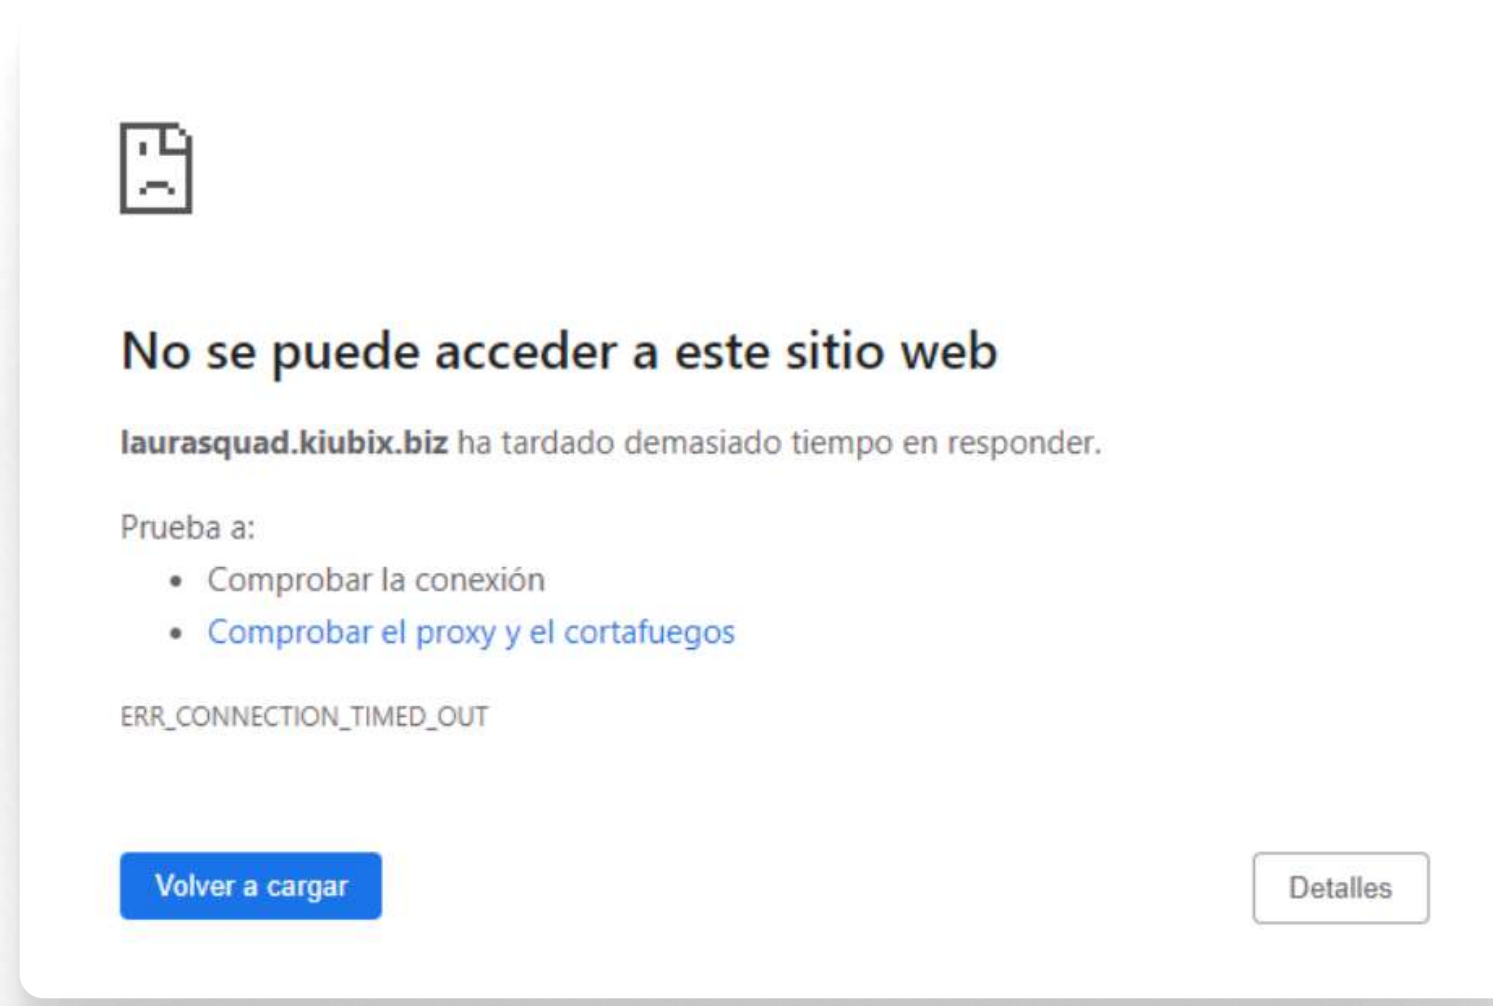 No se puede acceder a este sitio web
laurasquad.kiubix.biz ha tardado demasiado tiempo en responder.
Prueba a:
• Comprobar la conexión
• Comprobar el proxy y el cortafuegos
ERR_CONNECTION_TIMED_OUT
Volver a cargar
Detalles